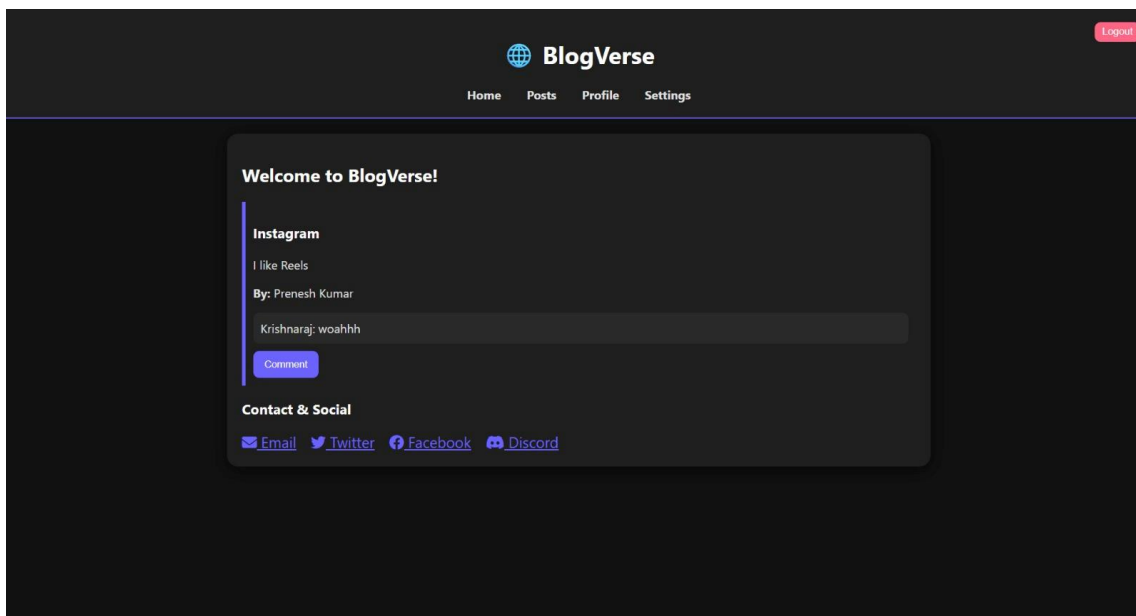 Logout
BlogVerse
Home Posts Profile Settings
Welcome to BlogVerse!
Instagram
I like Reels
By: Prenesh Kumar
Krishnaraj: woahhh
Comment
Contact & Social
Email Twitter Facebook Discord